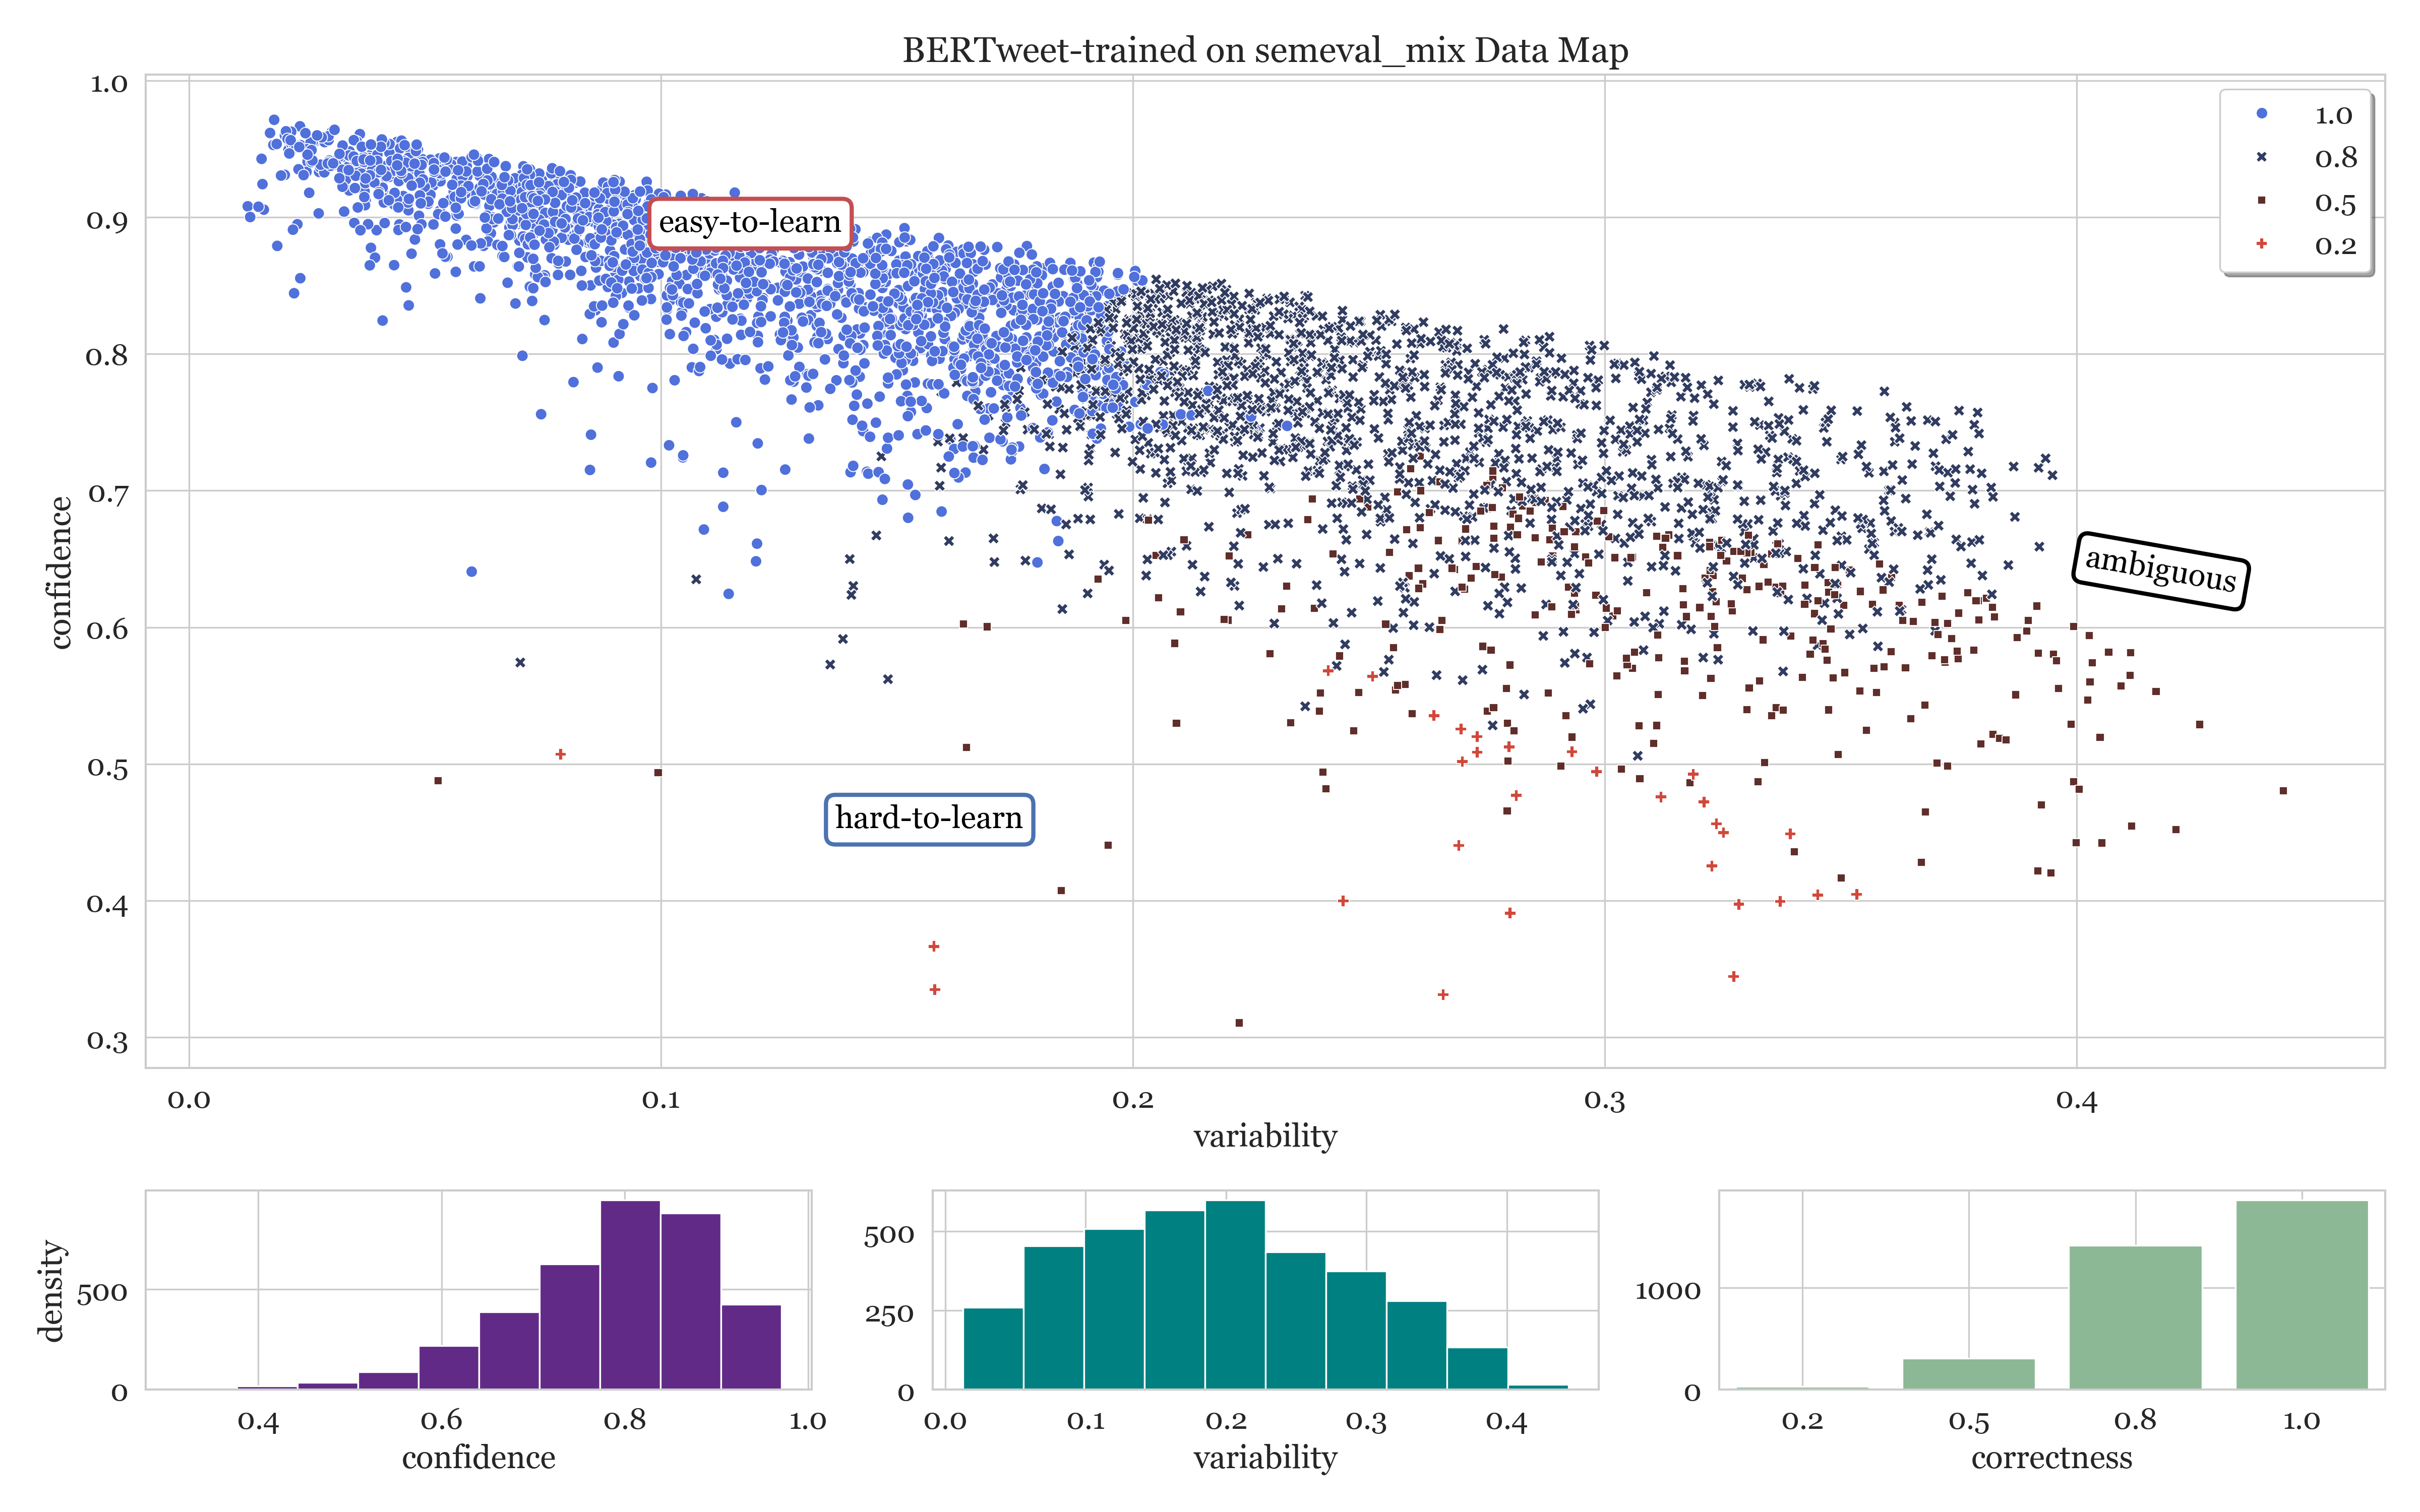 BERTweet-trained on semeval_mix Data Map
1.0
0.9
0.8
0.7
0.6
0.5
0.4
0.3
confidence
1.0
0.8
0.5
0.2
easy-to-learn
ambiguous
hard-to-learn
0.0 0.1 0.2 0.3 0.4
variability
density
500
0
0.4 0.6 0.8 1.0
confidence
500
250
0
0.0 0.1 0.2 0.3 0.4
variability
1000
0
0.2 0.5 0.8 1.0
correctness